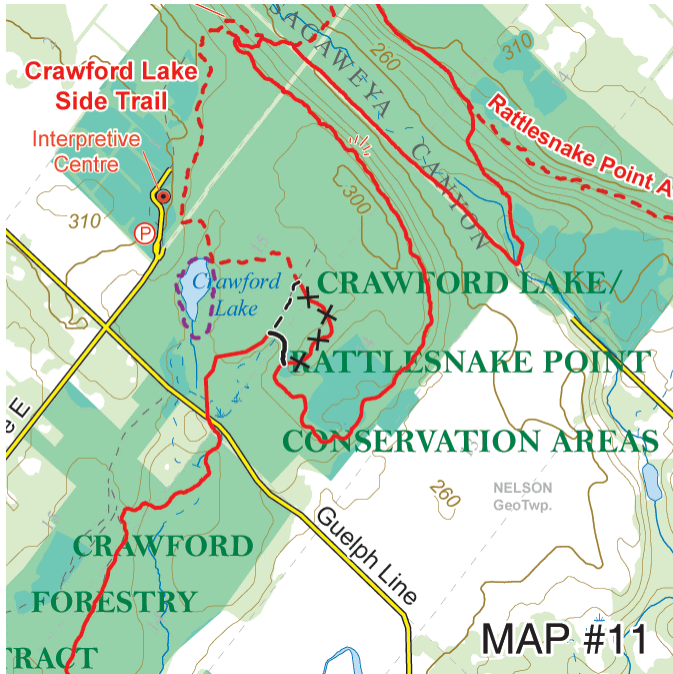 SAGAWEYA
CANYON
260
310
Crawford Lake
Side Trail
Rattlesnake Point A
Interpretive
Centre
310
P
300
Crawford
Lake
CRAWFORD LAKE/
RATTLESNAKE POINT
CONSERVATION AREAS
e E
260
NELSON
GeoTwp.
Guelph Line
CRAWFORD
FORESTRY
TRACT
MAP #11